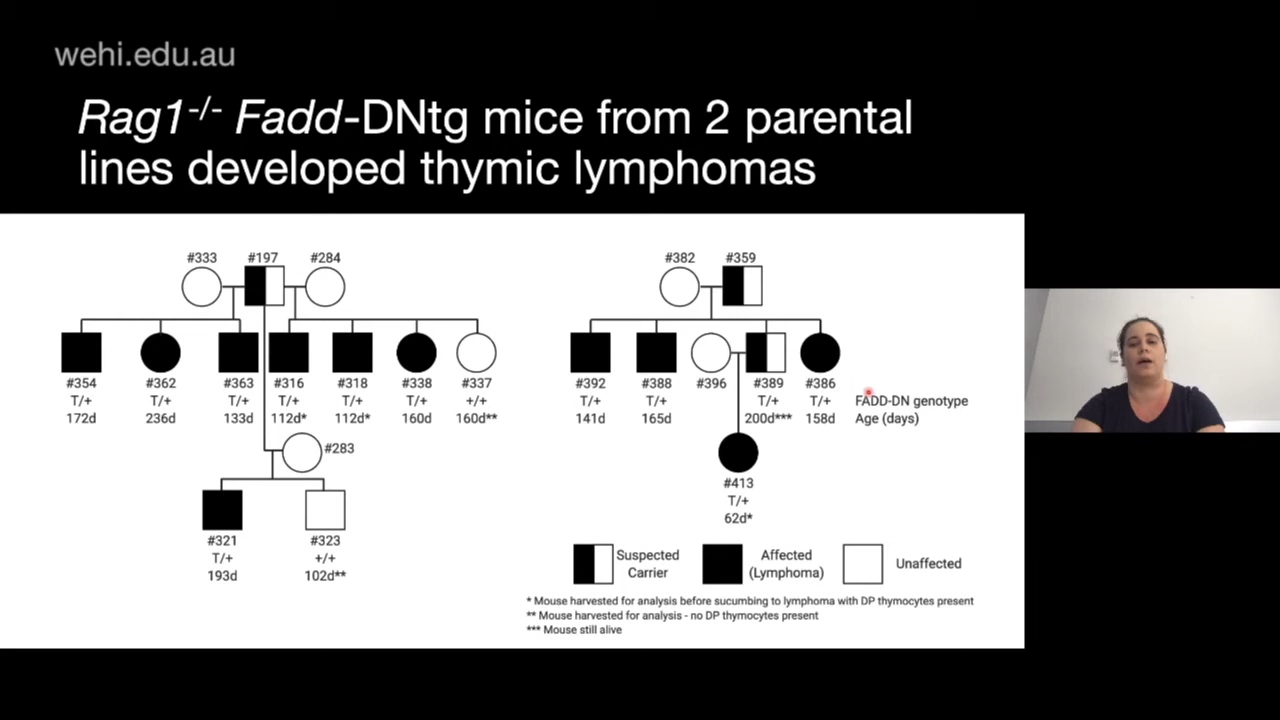 wehi.edu.au
Rag1-/- Fadd-DNtg mice from 2 parental
lines developed thymic lymphomas
#333 #197 #284
#382 #359
#354 #362 #363 #316 #318 #338 #337
T/+ T/+ T/+ T/+ T/+ T/+ +/+
172d 236d 133d 112d* 112d* 160d 160d**
#392 #388 #396 #389 #386
T/+ T/+ T/+ T/+ FADD-DN genotype
141d 165d 200d*** 158d Age (days)
#283
#413
T/+
62d*
#321 #323
T/+ +/+
193d 102d**
Suspected
Carrier
Affected
(Lymphoma)
Unaffected
* Mouse harvested for analysis before sucumbing to lymphoma with DP thymocytes present
** Mouse harvested for analysis - no DP thymocytes present
*** Mouse still alive